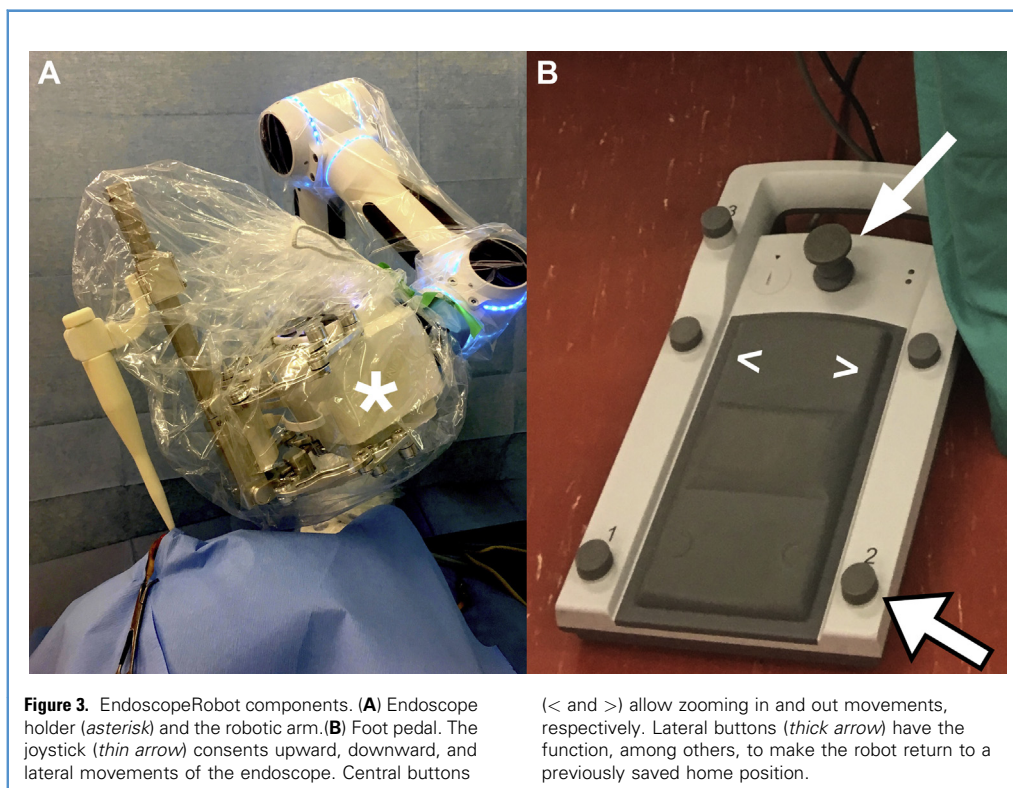 A
B
*
3
< >
1
2
Figure 3. EndoscopeRobot components. (A) Endoscope
holder (asterisk) and the robotic arm.(B) Foot pedal. The
joystick (thin arrow) consents upward, downward, and
lateral movements of the endoscope. Central buttons
(< and >) allow zooming in and out movements,
respectively. Lateral buttons (thick arrow) have the
function, among others, to make the robot return to a
previously saved home position.